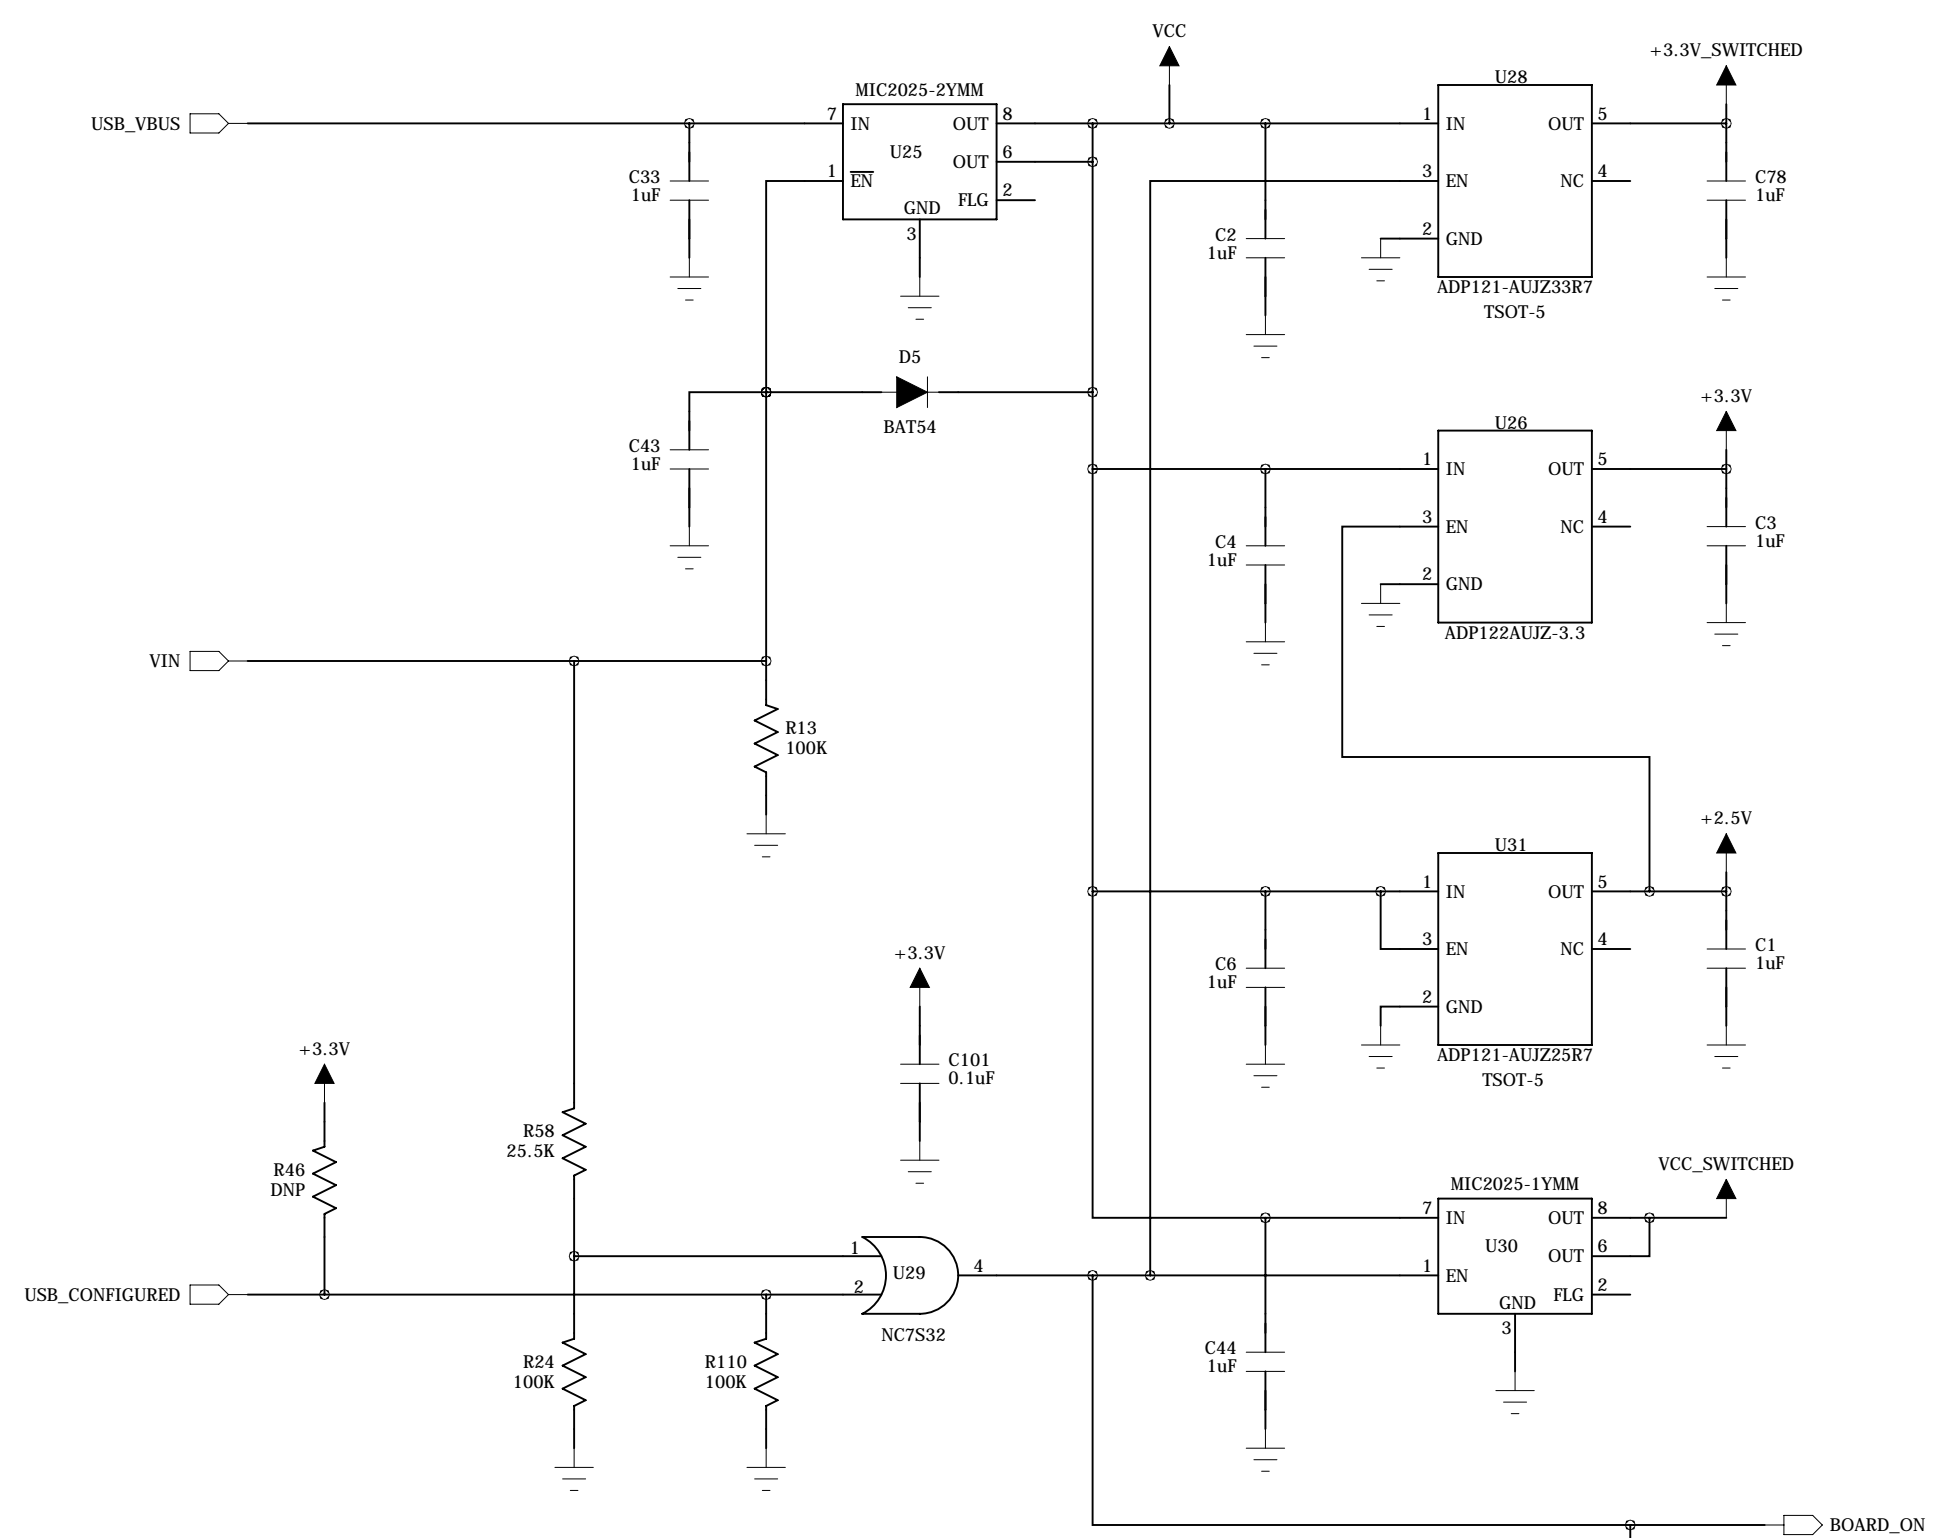 VCC
+3.3V_SWITCHED
U28
MIC2025-2YMM
USB_VBUS
7
IN
OUT
8
1
IN
OUT
5
U25
OUT
6
1
EN
C33
1uF
GND
FLG
2
3
3
EN
NC
4
C78
1uF
C2
1uF
2
GND
ADP121-AUJZ33R7
TSOT-5
D5
BAT54
+3.3V
U26
C43
1uF
1
IN
OUT
5
3
EN
NC
4
C4
1uF
C3
1uF
2
GND
ADP122AUJZ-3.3
VIN
R13
100K
+2.5V
U31
1
IN
OUT
5
3
EN
NC
4
C6
1uF
C1
1uF
2
GND
ADP121-AUJZ25R7
TSOT-5
+3.3V
C101
0.1uF
+3.3V
R46
DNP
R58
25.5K
VCC_SWITCHED
MIC2025-1YMM
7
IN
OUT
8
U30
OUT
6
1
EN
FLG
2
GND
3
USB_CONFIGURED
1
2
U29
4
NC7S32
R24
100K
R110
100K
C44
1uF
BOARD_ON